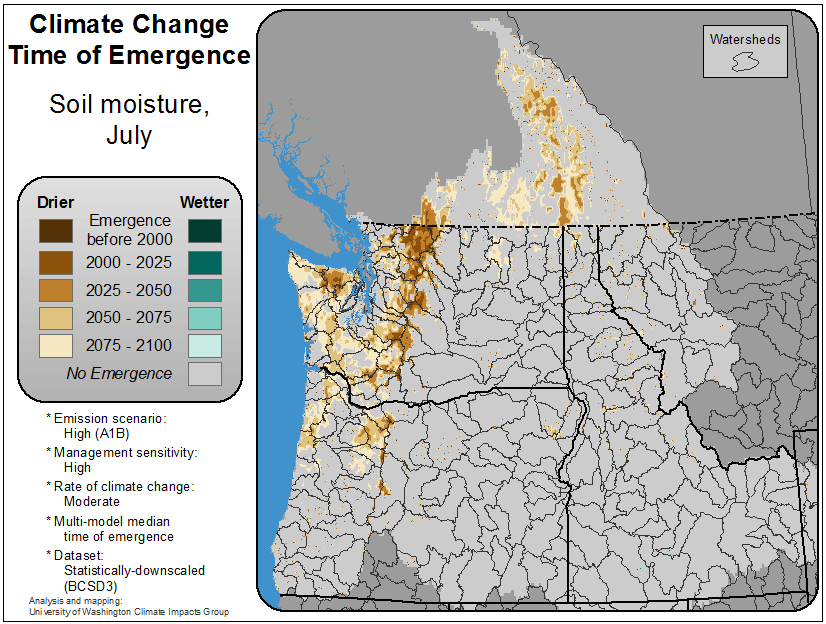 Climate Change
Time of Emergence
Soil moisture,
July
Drier
Wetter
Emergence
before 2000
2000 - 2025
2025 - 2050
2050 - 2075
2075 - 2100
No Emergence
* Emission scenario:
High (A1B)
* Management sensitivity:
High
* Rate of climate change:
Moderate
* Multi-model median
time of emergence
* Dataset:
Statistically-downscaled
(BCSD3)
Analysis and mapping:
University of Washington Climate Impacts Group
Watersheds